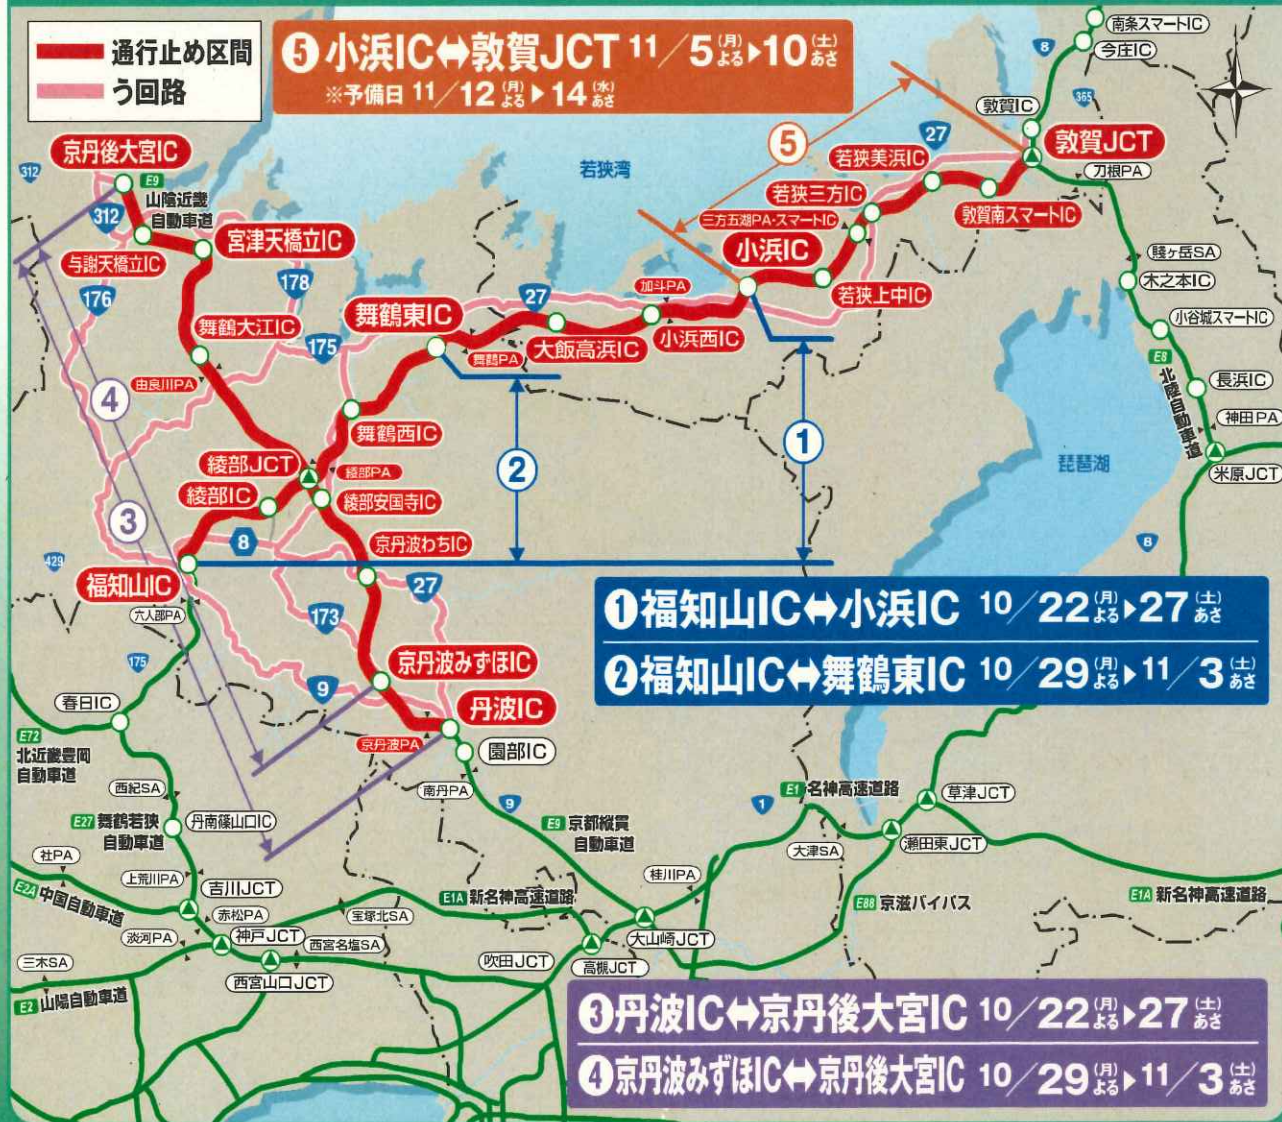 通行止め区間
う回路
❺小浜IC⇔敦賀JCT 11/5(月)よる▶10(土)あさ
※予備日 11/12(月)よる▶14(水)あさ
南条スマートIC
8
今庄IC
365
敦賀IC
敦賀JCT
刀根PA
京丹後大宮IC
312
E9
山陰近畿
自動車道
312
与謝天橋立IC
宮津天橋立IC
176
178
若狭湾
5
27
若狭美浜IC
若狭三方IC
三方五湖PA・スマートIC
敦賀南スマートIC
小浜IC
若狭上中IC
賤ヶ岳SA
木之本IC
小谷城スマートIC
E8
北陸自動車道
長浜IC
神田PA
米原JCT
琵琶湖
8
舞鶴大江IC
由良川PA
175
舞鶴東IC
舞鶴PA
27
大飯高浜IC
加斗PA
小浜西IC
4
3
舞鶴西IC
2
1
綾部JCT
綾部PA
綾部IC
綾部安国寺IC
8
京丹波わちIC
429
福知山IC
六人部PA
27
173
175
9
京丹波みずほIC
丹波IC
京丹波PA
園部IC
南丹PA
❶福知山IC⇔小浜IC 10/22(月)よる▶27(土)あさ
❷福知山IC⇔舞鶴東IC 10/29(月)よる▶11/3(土)あさ
春日IC
E72
北近畿豊岡
自動車道
西紀SA
E27 舞鶴若狭
自動車道
丹南篠山口IC
9
E9 京都縦貫
自動車道
1
E1 名神高速道路
草津JCT
大津SA
瀬田東JCT
社PA
E2A 中国自動車道
上荒川PA
吉川JCT
赤松PA
淡河PA
神戸JCT
宝塚北SA
西宮名塩SA
E1A 新名神高速道路
桂川PA
大山崎JCT
E88 京滋バイパス
E1A 新名神高速道路
三木SA
E2 山陽自動車道
西宮山口JCT
吹田JCT
高槻JCT
❸丹波IC⇔京丹後大宮IC 10/22(月)よる▶27(土)あさ
❹京丹波みずほIC⇔京丹後大宮IC 10/29(月)よる▶11/3(土)あさ